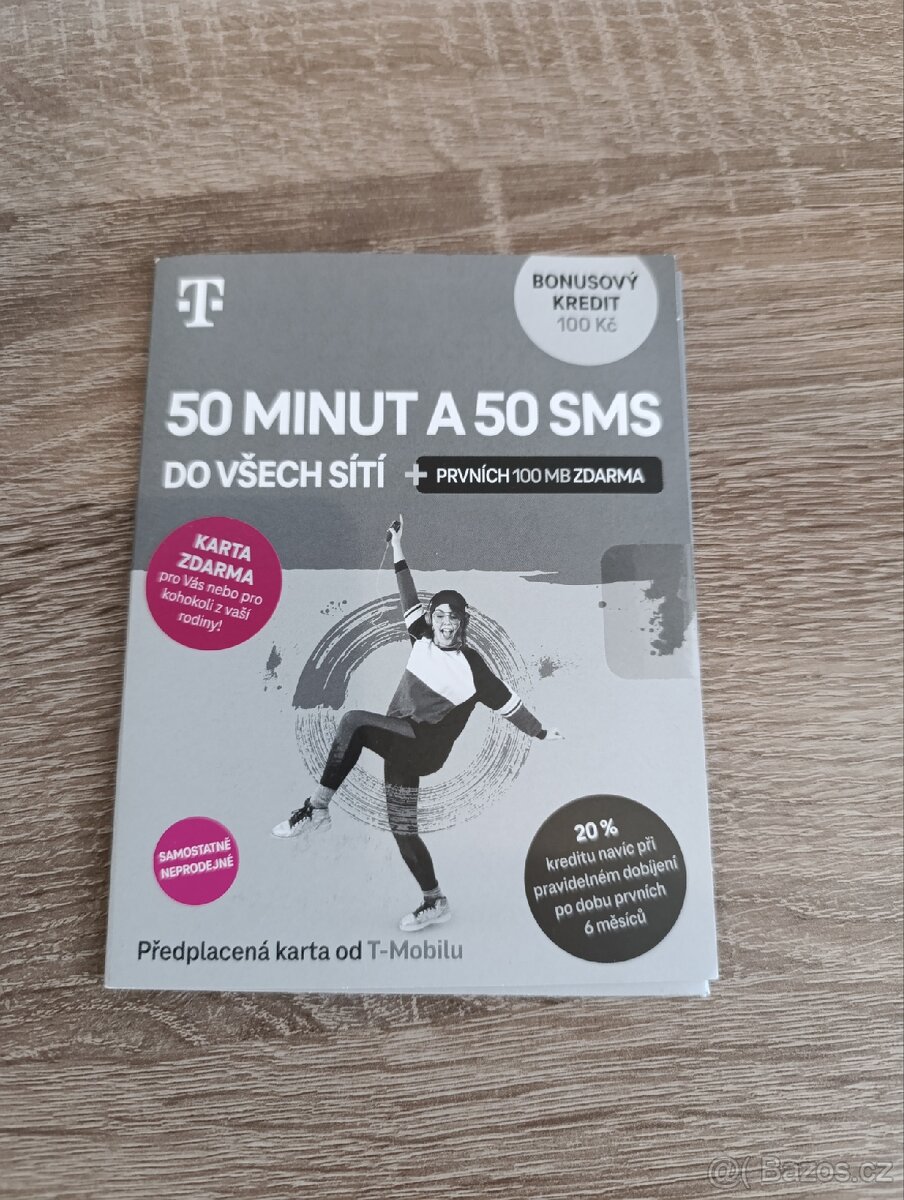 T
BONUSOVÝ
KREDIT
100 Kč
50 MINUT A 50 SMS
DO VŠECH SÍTÍ + PRVNÍCH 100 MB ZDARMA
KARTA
ZDARMA
pro Vás nebo pro
kohokoli z vaší
rodiny!
SAMOSTATNĚ
NEPRODEJNÉ
20 %
kreditu navíc při
pravidelném dobíjení
po dobu prvních
6 měsíců
Předplacená karta od T-Mobilu
@( Bazos.cz